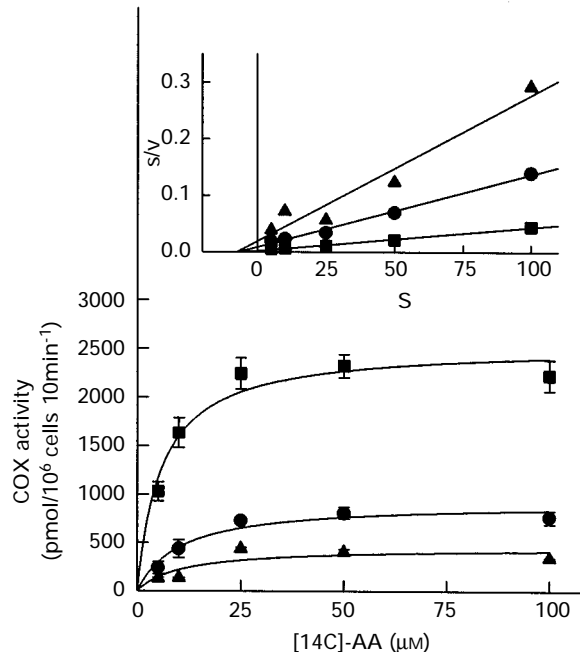 0.3
0.2
0.1
0.0
s/v
0 25 50 75 100
S
3000
2500
2000
1500
1000
500
0
COX activity
(pmol/10⁶ cells 10min⁻¹)
0 25 50 75 100
[14C]-AA (μM)